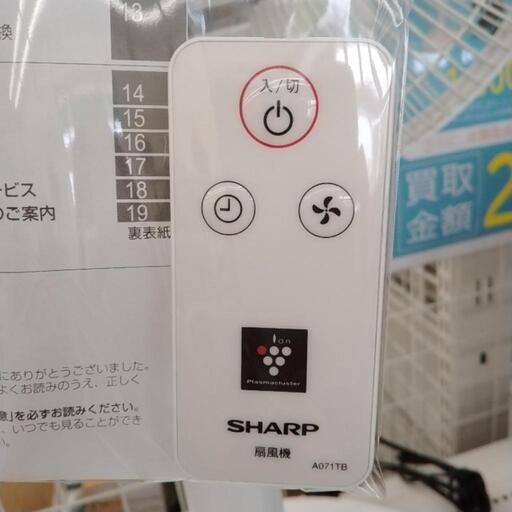 換
13
14
15
16
17
18
19
ービス
のご案内
裏表紙
にありがとうございました。
よくお読みのうえ、正しく
意」を必ずお読みください。
、いつでも見ることができ
入/切
Ion
Plasmacluster
SHARP
扇風機
A071TB
買取
金額
2